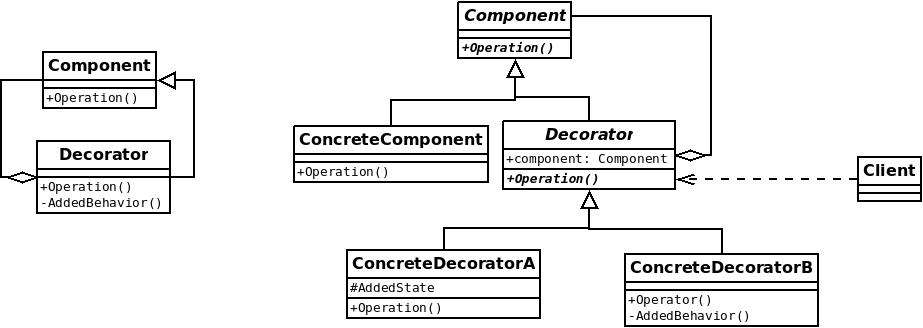 Component
+Operation()
Decorator
+Operation()
-AddedBehavior()
Component
+Operation()
ConcreteComponent
+Operation()
Decorator
+component: Component
+Operation()
Client
ConcreteDecoratorA
#AddedState
+Operation()
ConcreteDecoratorB
+Operator()
-AddedBehavior()